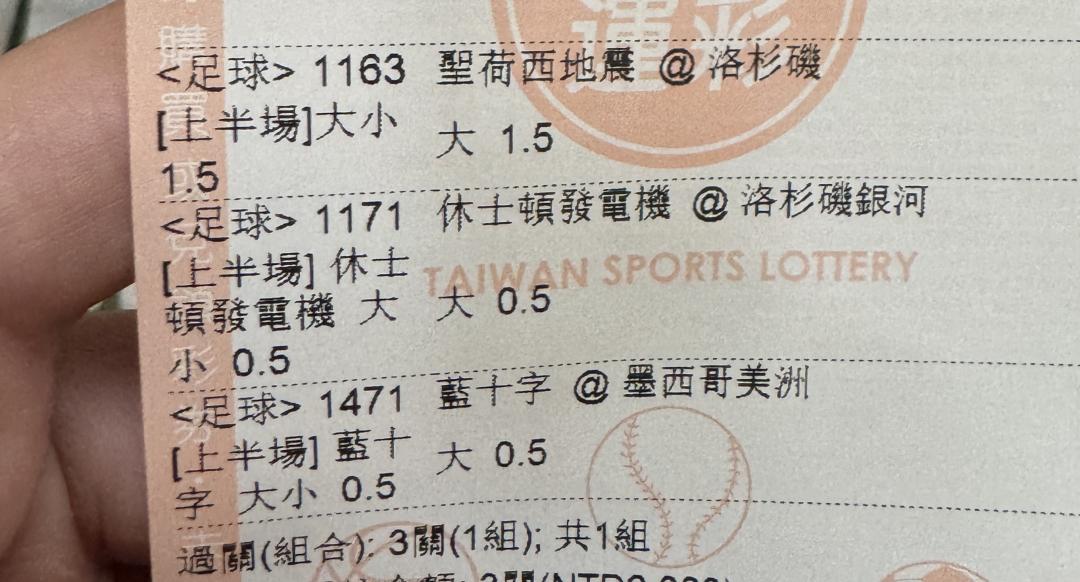 運彩
<足球> 1163 聖荷西地震 @ 洛杉磯
[上半場]大小 大 1.5
1.5
<足球> 1171 休士頓發電機 @ 洛杉磯銀河
TAIWAN SPORTS LOTTERY
[上半場] 休士
頓發電機 大 大 0.5
小 0.5
<足球> 1471 藍十字 @ 墨西哥美洲
[上半場] 藍十 大 0.5
字 大小 0.5
過關(組合): 3關(1組); 共1組